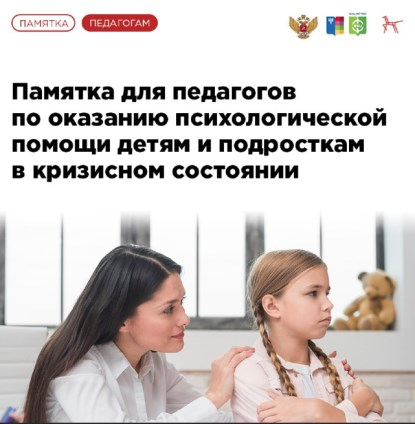 ПАМЯТКА
ПЕДАГОГАМ
Памятка для педагогов
по оказанию психологической
помощи детям и подросткам
в кризисном состоянии